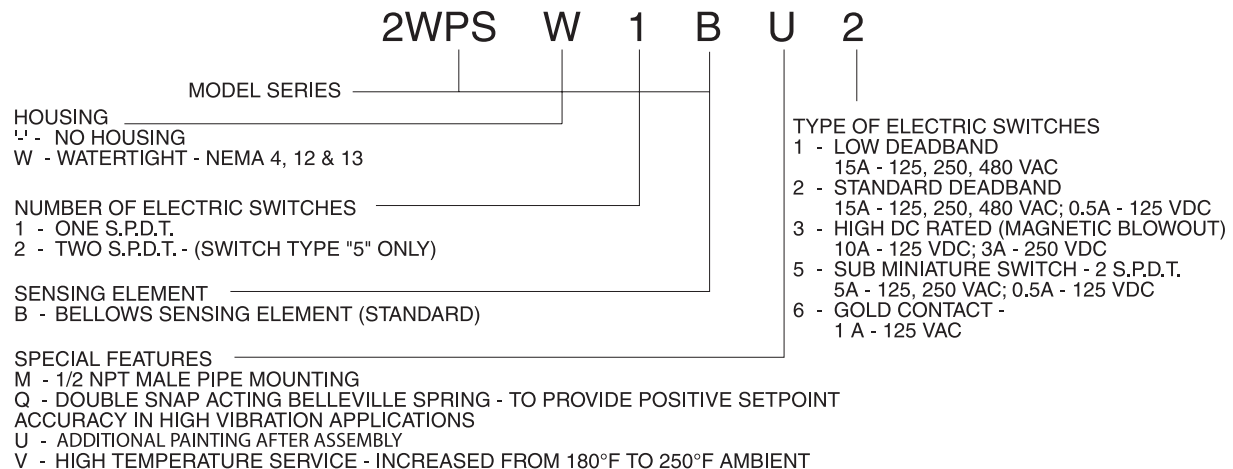 2WPS W 1 B U 2
MODEL SERIES
HOUSING
'-' - NO HOUSING
W - WATERTIGHT - NEMA 4, 12 & 13
NUMBER OF ELECTRIC SWITCHES
1 - ONE S.P.D.T.
2 - TWO S.P.D.T. - (SWITCH TYPE "5" ONLY)
SENSING ELEMENT
B - BELLOWS SENSING ELEMENT (STANDARD)
SPECIAL FEATURES
M - 1/2 NPT MALE PIPE MOUNTING
Q - DOUBLE SNAP ACTING BELLEVILLE SPRING - TO PROVIDE POSITIVE SETPOINT
ACCURACY IN HIGH VIBRATION APPLICATIONS
U - ADDITIONAL PAINTING AFTER ASSEMBLY
V - HIGH TEMPERATURE SERVICE - INCREASED FROM 180°F TO 250°F AMBIENT
TYPE OF ELECTRIC SWITCHES
1 - LOW DEADBAND
15A - 125, 250, 480 VAC
2 - STANDARD DEADBAND
15A - 125, 250, 480 VAC; 0.5A - 125 VDC
3 - HIGH DC RATED (MAGNETIC BLOWOUT)
10A - 125 VDC; 3A - 250 VDC
5 - SUB MINIATURE SWITCH - 2 S.P.D.T.
5A - 125, 250 VAC; 0.5A - 125 VDC
6 - GOLD CONTACT -
1 A - 125 VAC